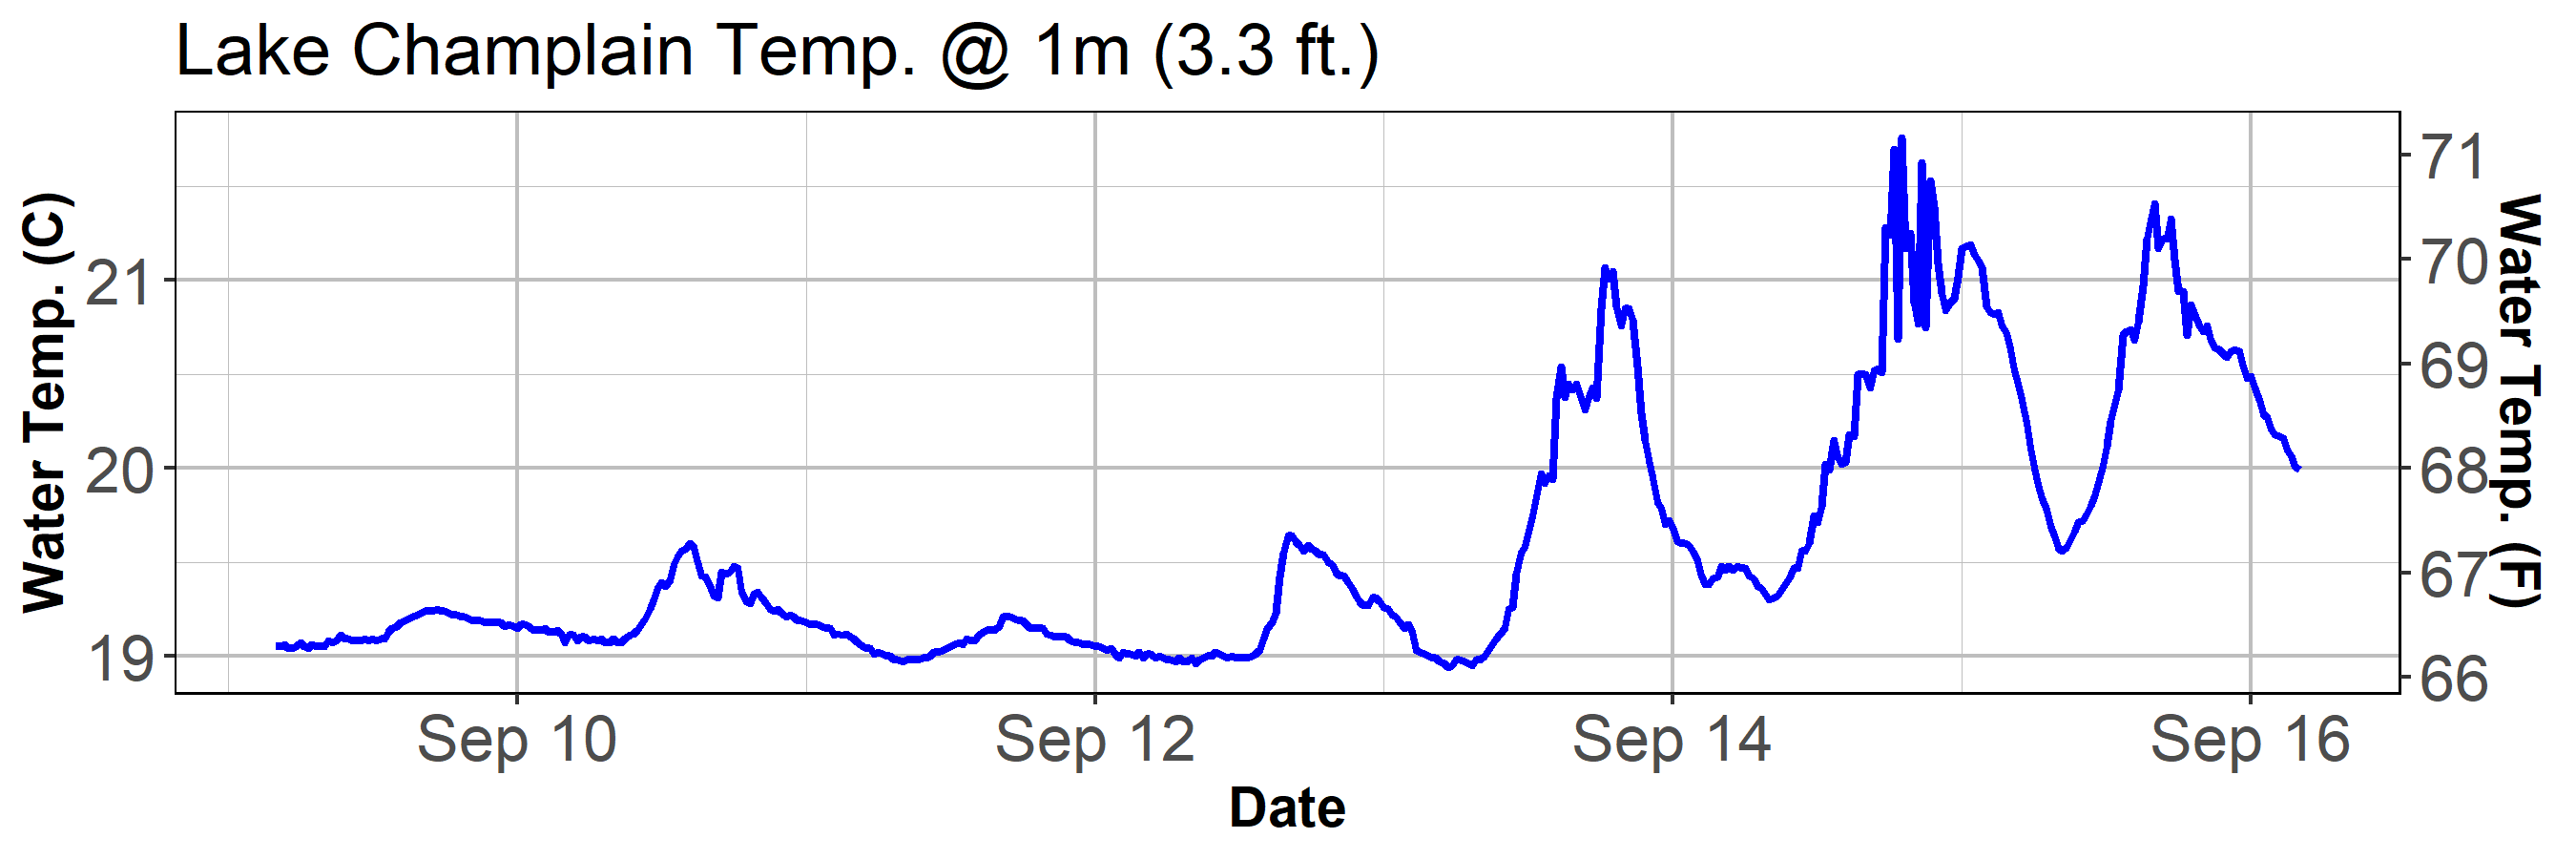 Lake Champlain Temp. @ 1m (3.3 ft.)
Water Temp. (C)
21
20
19
71
70
69
68
67
66
Water Temp. (F)
Sep 10 Sep 12 Sep 14 Sep 16
Date